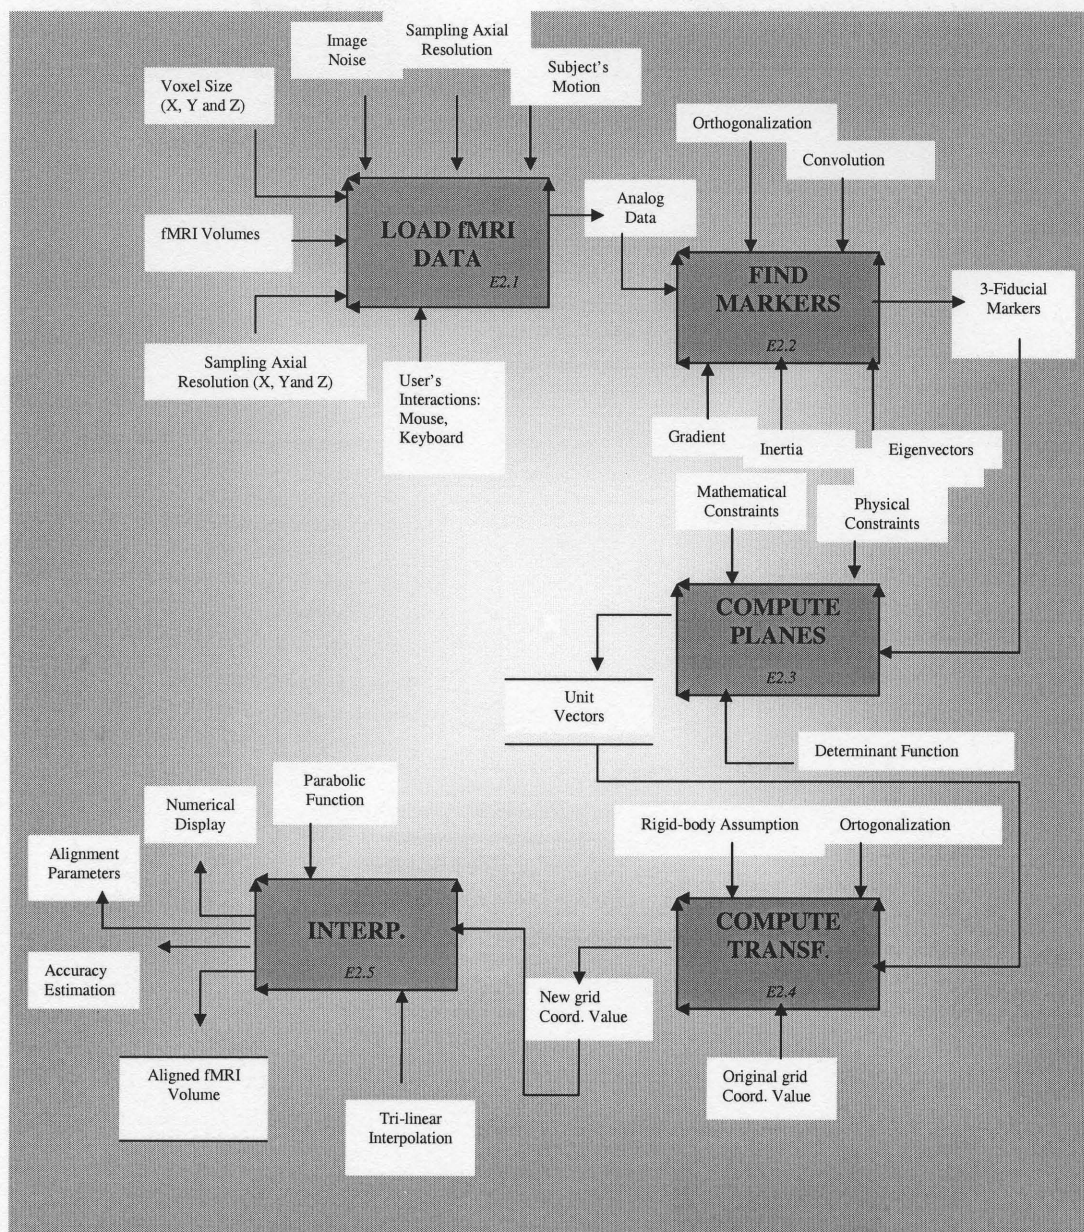 Image
Noise
Sampling Axial
Resolution
Subject's
Motion
Voxel Size
(X, Y and Z)
fMRI Volumes
Sampling Axial
Resolution (X, Yand Z)
LOAD fMRI
DATA
E2.1
User's
Interactions:
Mouse,
Keyboard
Analog
Data
Orthogonalization
Convolution
FIND
MARKERS
E2.2
3-Fiducial
Markers
Gradient
Inertia
Eigenvectors
Mathematical
Constraints
Physical
Constraints
COMPUTE
PLANES
E2.3
Unit
Vectors
Determinant Function
Rigid-body Assumption
Ortogonalization
COMPUTE
TRANSF.
E2.4
New grid
Coord. Value
Original grid
Coord. Value
Parabolic
Function
Numerical
Display
Alignment
Parameters
INTERP.
E2.5
Accuracy
Estimation
Aligned fMRI
Volume
Tri-linear
Interpolation